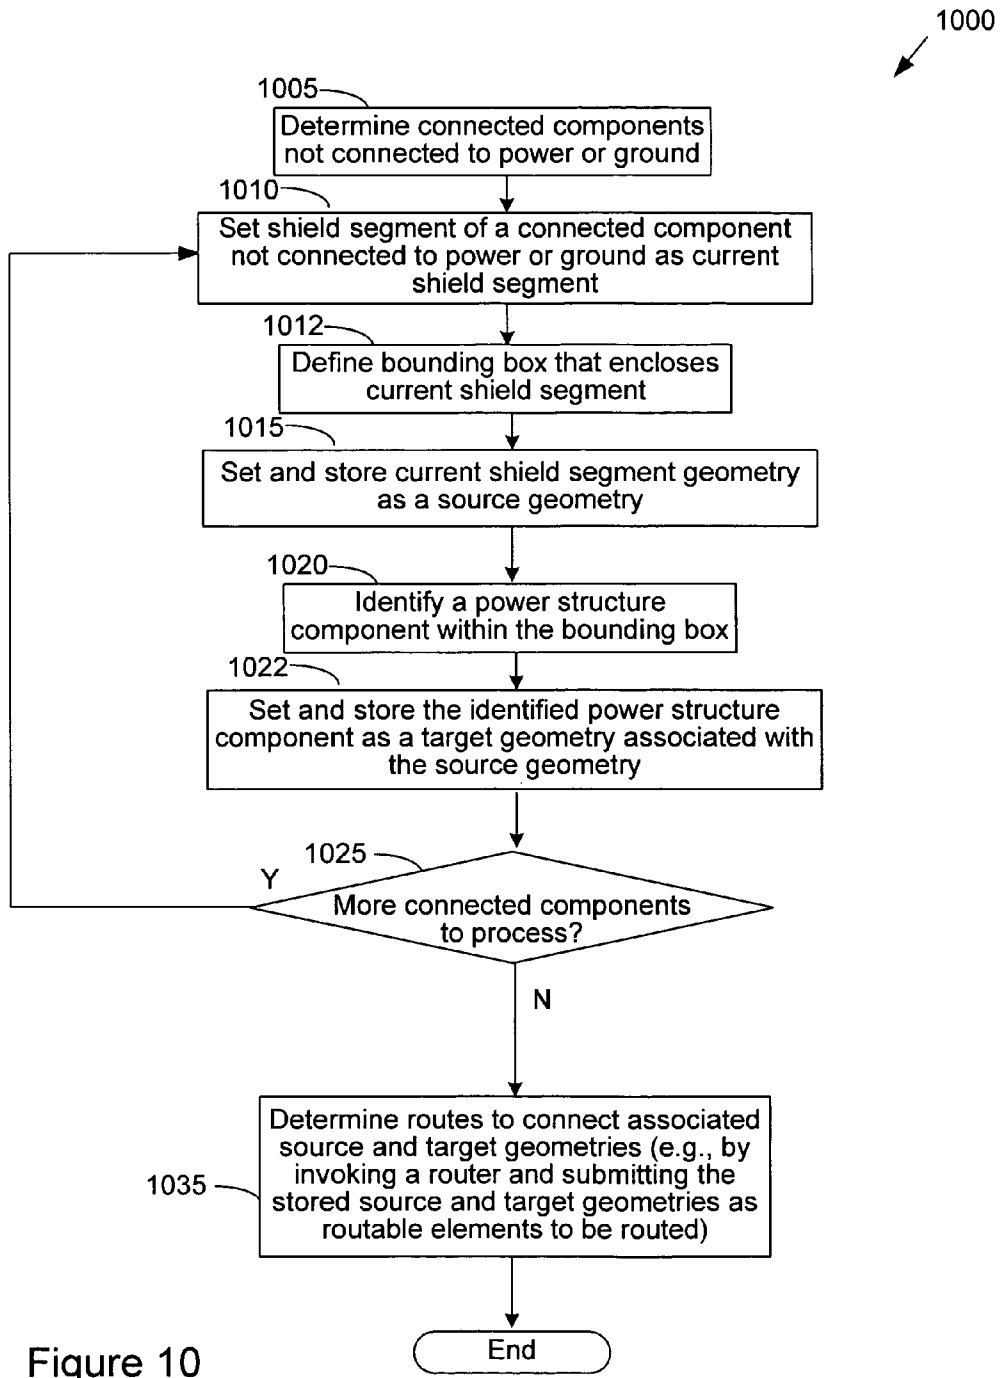 1000
1005
Determine connected components
not connected to power or ground
1010
Set shield segment of a connected component
not connected to power or ground as current
shield segment
1012
Define bounding box that encloses
current shield segment
1015
Set and store current shield segment geometry
as a source geometry
1020
Identify a power structure
component within the bounding box
1022
Set and store the identified power structure
component as a target geometry associated with
the source geometry
1025
Y
More connected components
to process?
N
Determine routes to connect associated
source and target geometries (e.g., by
invoking a router and submitting the
stored source and target geometries as
routable elements to be routed)
1035
End
Figure 10